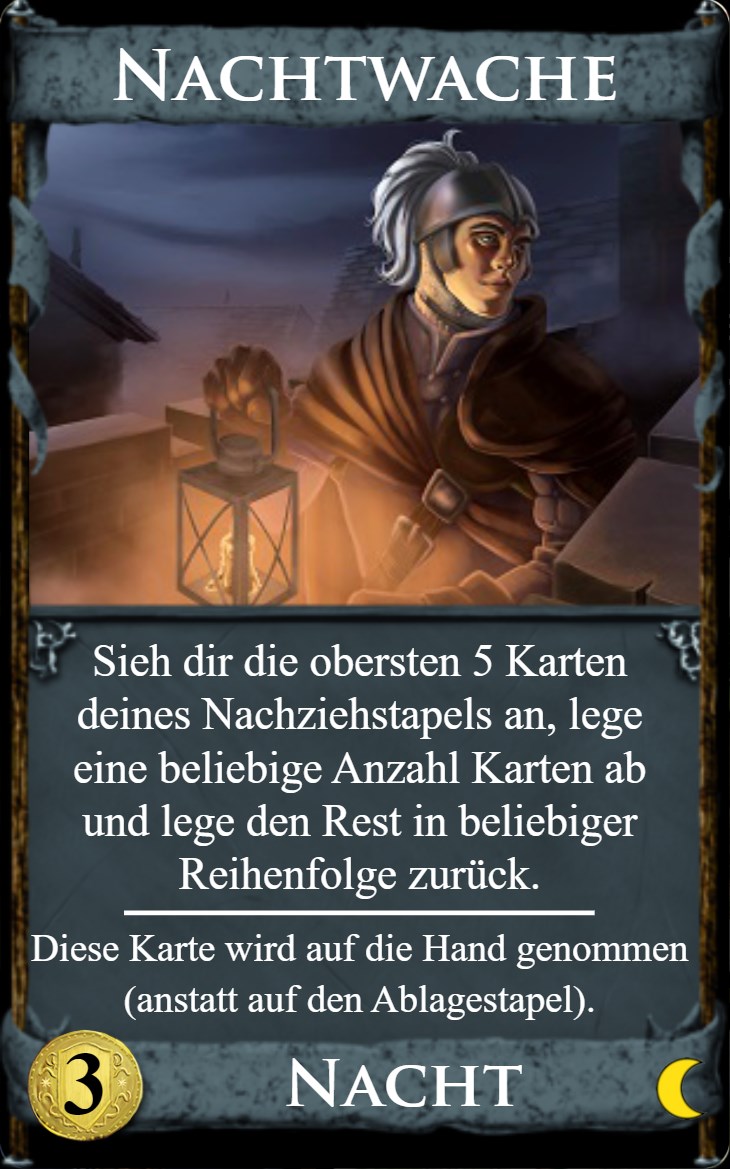 Nachtwache
Sieh dir die obersten 5 Karten
deines Nachziehstapels an, lege
eine beliebige Anzahl Karten ab
und lege den Rest in beliebiger
Reihenfolge zurück.
Diese Karte wird auf die Hand genommen
(anstatt auf den Ablagestapel).
3 Nacht